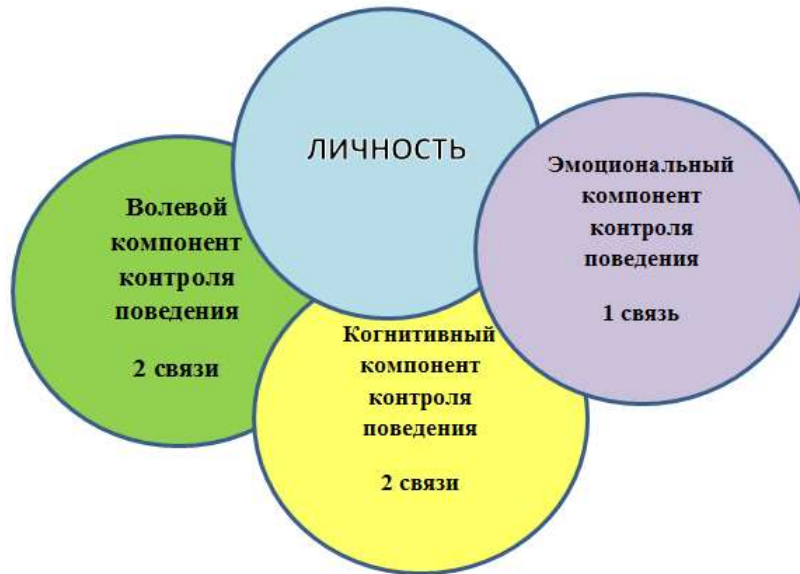 ЛИЧНОСТЬ
Волевой
компонент
контроля
поведения
2 связи
Эмоциональный
компонент
контроля
поведения
1 связь
Когнитивный
компонент
контроля
поведения
2 связи